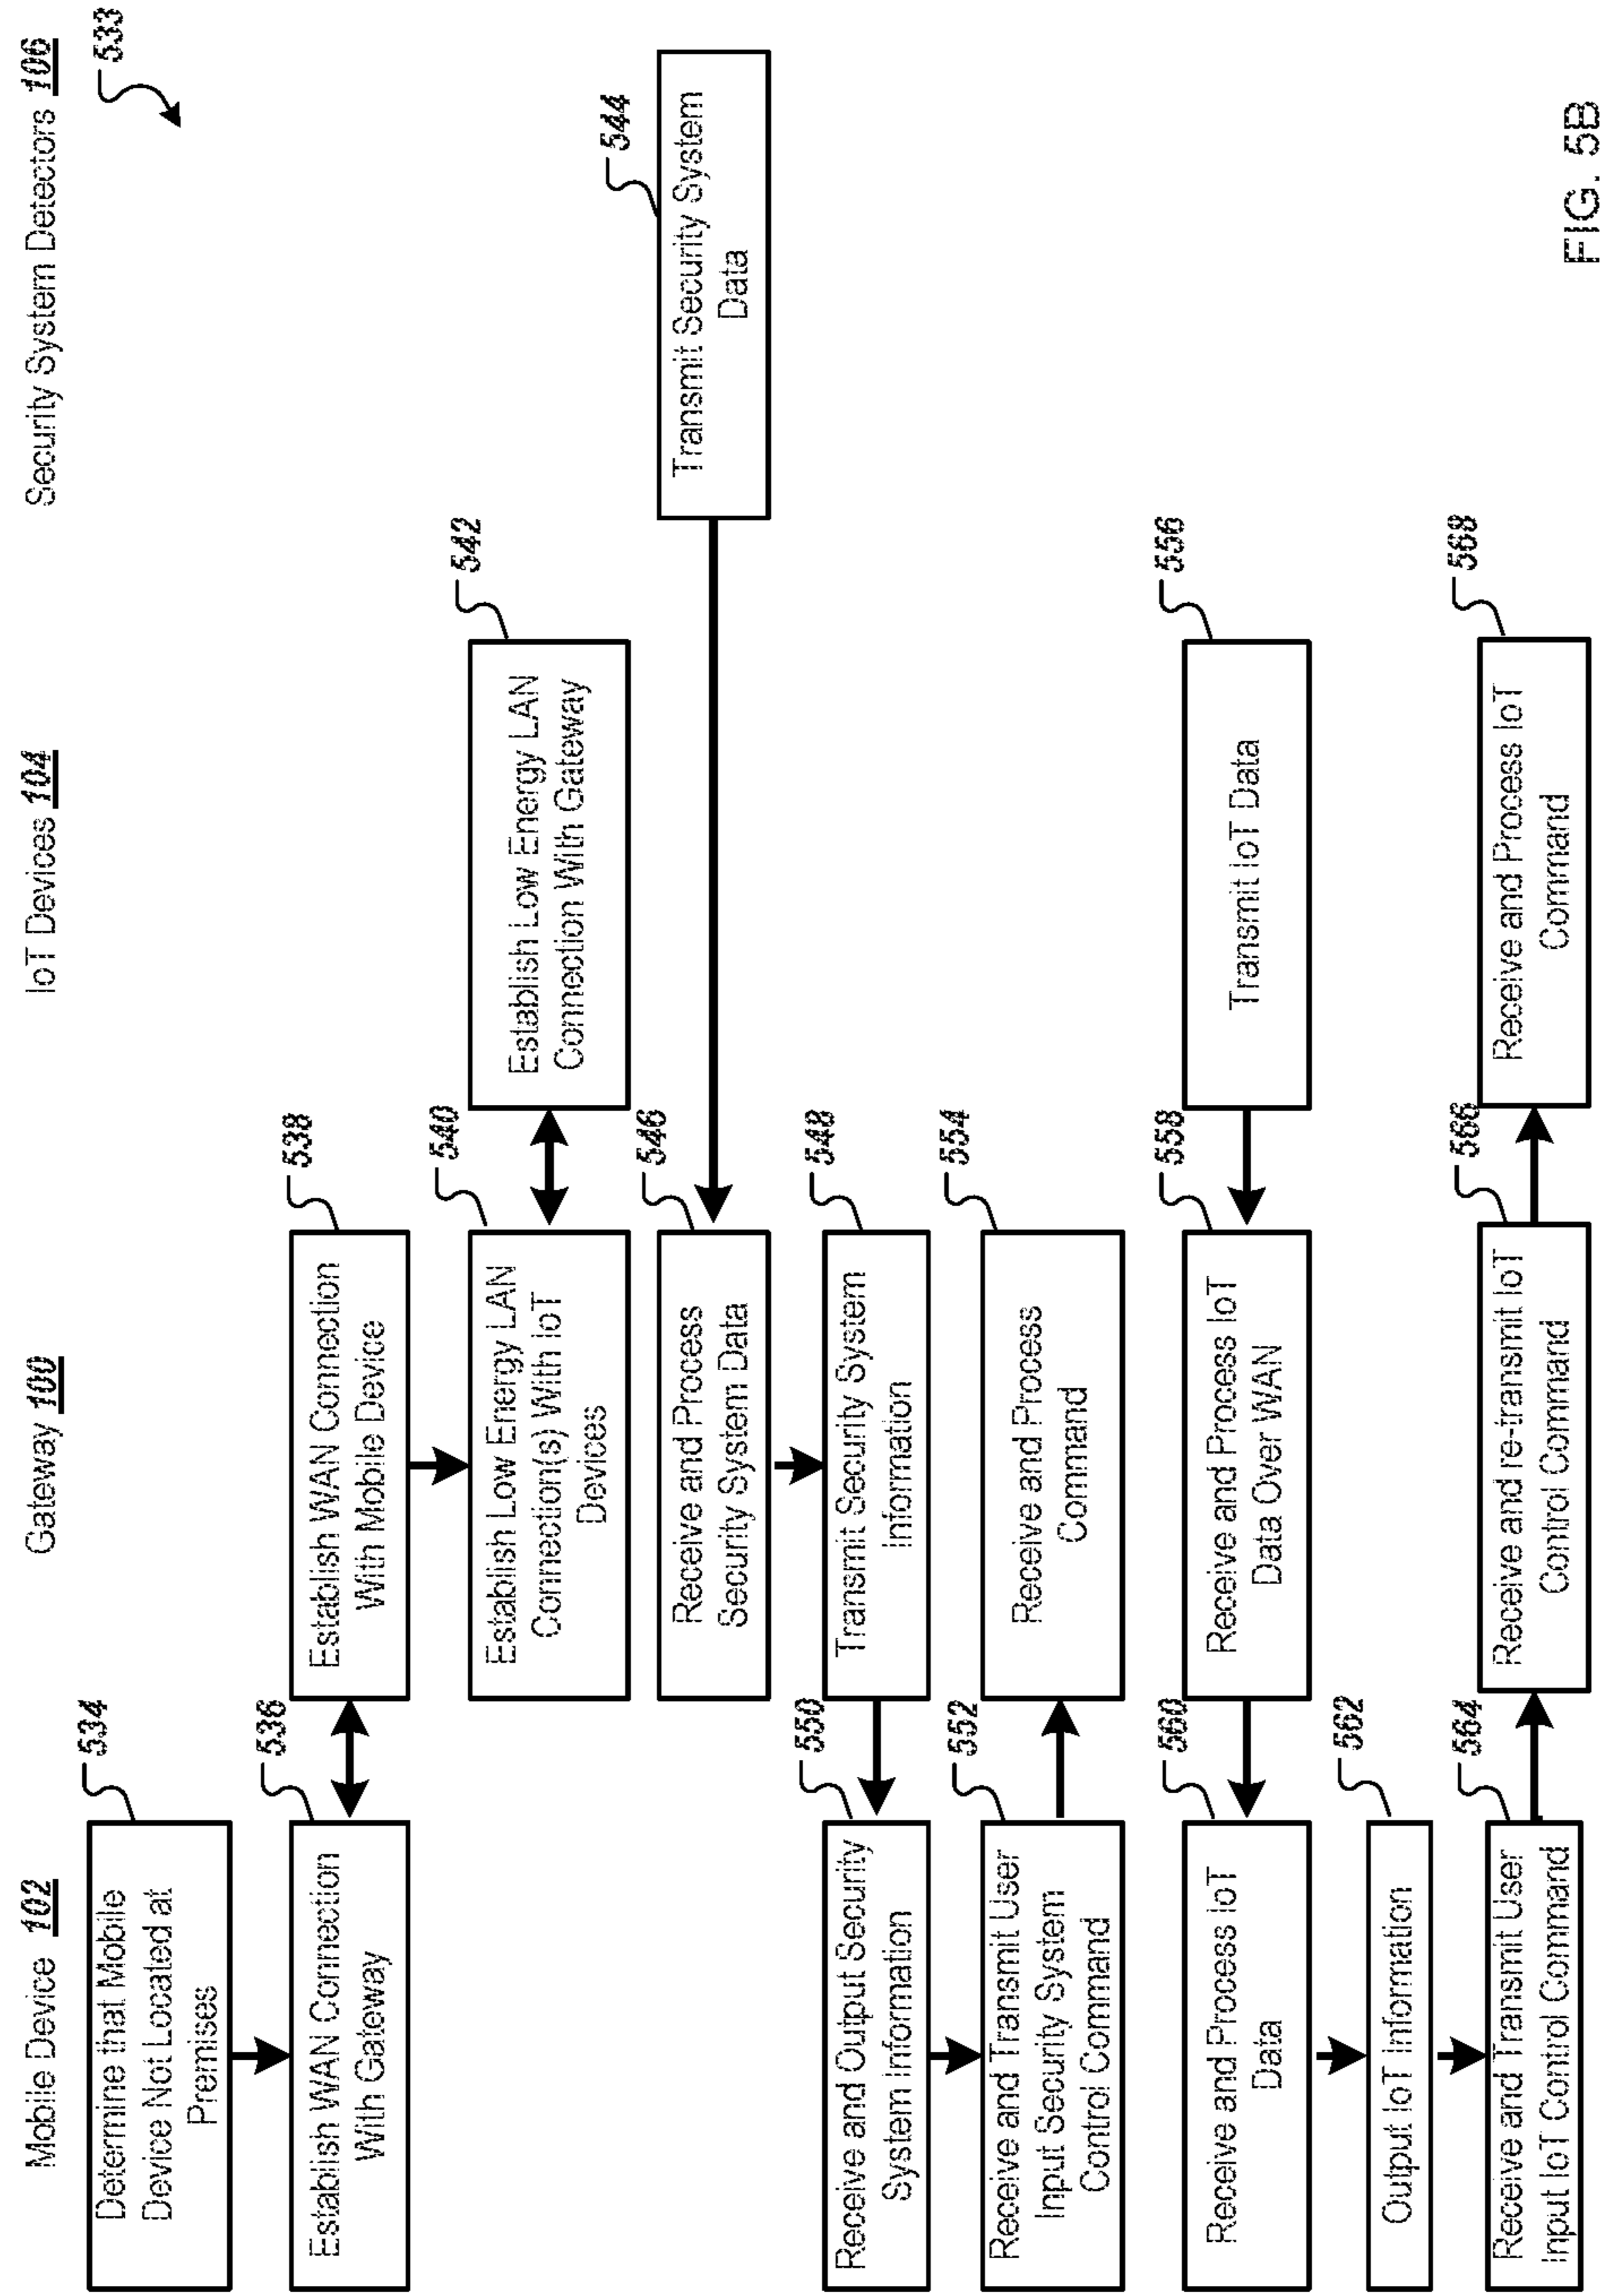 Mobile Device 102
Gateway 100
IoT Devices 104
Security System Detectors 106
533
534
Determine that Mobile
Device Not Located at
Premises
536
Establish WAN Connection
With Gateway
538
Establish WAN Connection
With Mobile Device
540
Establish Low Energy LAN
Connection(s) With IoT
Devices
542
Establish Low Energy LAN
Connection With Gateway
544
Transmit Security System
Data
546
Receive and Process
Security System Data
548
Transmit Security System
Information
550
Receive and Output Security
System Information
552
Receive and Transmit User
Input Security System
Control Command
554
Receive and Process
Command
556
Transmit IoT Data
558
Receive and Process IoT
Data Over WAN
560
Receive and Process IoT
Data
562
Output IoT Information
564
Receive and Transmit User
Input IoT Control Command
566
Receive and re-transmit IoT
Control Command
568
Receive and Process IoT
Command
FIG. 5B